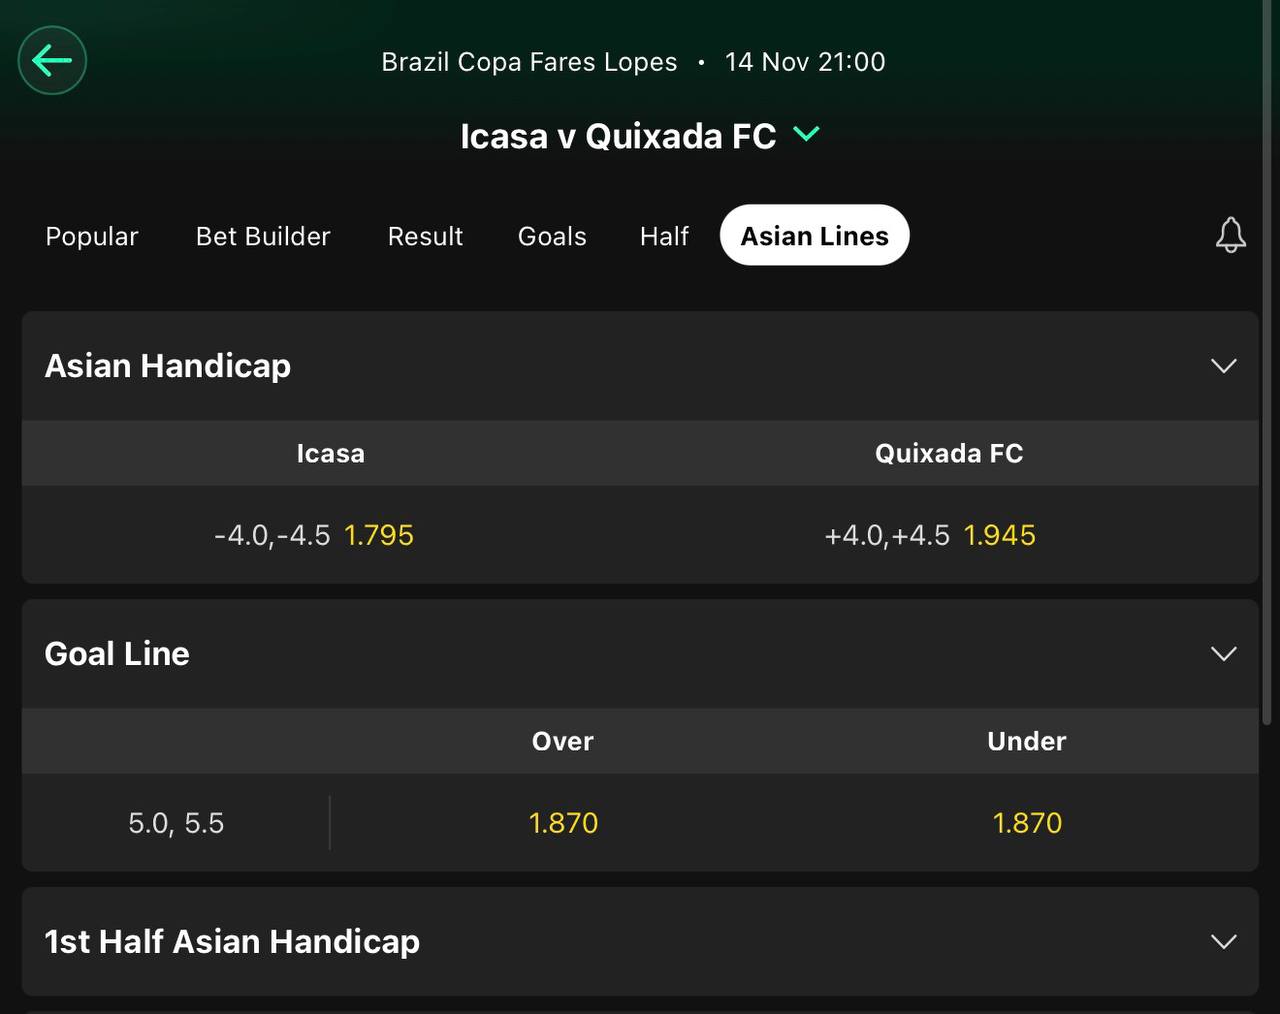 Brazil Copa Fares Lopes • 14 Nov 21:00
Icasa v Quixada FC
Popular Bet Builder Result Goals Half Asian Lines
Asian Handicap
Icasa Quixada FC
-4.0,-4.5 1.795 +4.0,+4.5 1.945
Goal Line
Over Under
5.0, 5.5 1.870 1.870
1st Half Asian Handicap